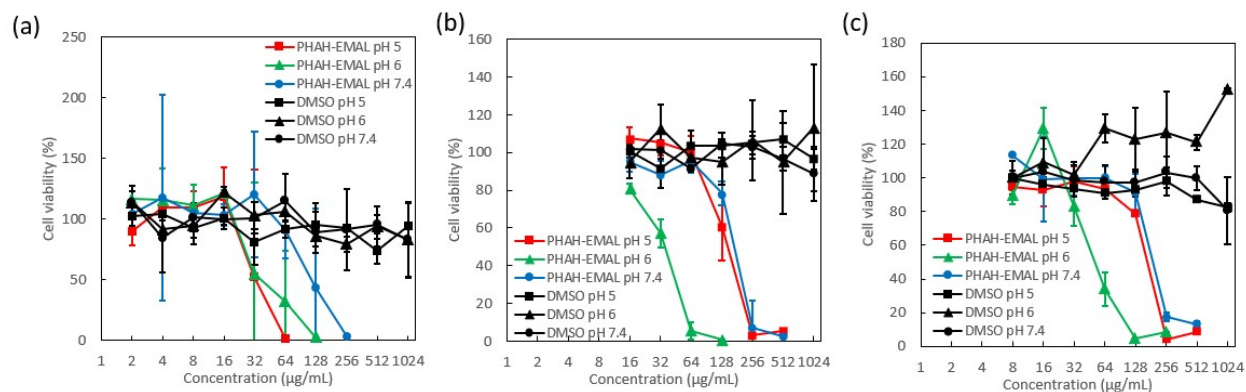 (a)
250
200
150
100
50
0
Cell viability (%)
PHAH-EMAL pH 5
PHAH-EMAL pH 6
PHAH-EMAL pH 7.4
DMSO pH 5
DMSO pH 6
DMSO pH 7.4
1 2 4 8 16 32 64 128 256 512 1024
Concentration (µg/mL)
(b)
160
140
120
100
80
60
40
20
0
Cell viability (%)
PHAH-EMAL pH 5
PHAH-EMAL pH 6
PHAH-EMAL pH 7.4
DMSO pH 5
DMSO pH 6
DMSO pH 7.4
1 2 4 8 16 32 64 128 256 512 1024
Concentration (µg/mL)
(c)
180
160
140
120
100
80
60
40
20
0
Cell viability (%)
PHAH-EMAL pH 5
PHAH-EMAL pH 6
PHAH-EMAL pH 7.4
DMSO pH 5
DMSO pH 6
DMSO pH 7.4
1 2 4 8 16 32 64 128 256 512 1024
Concentration (µg/mL)